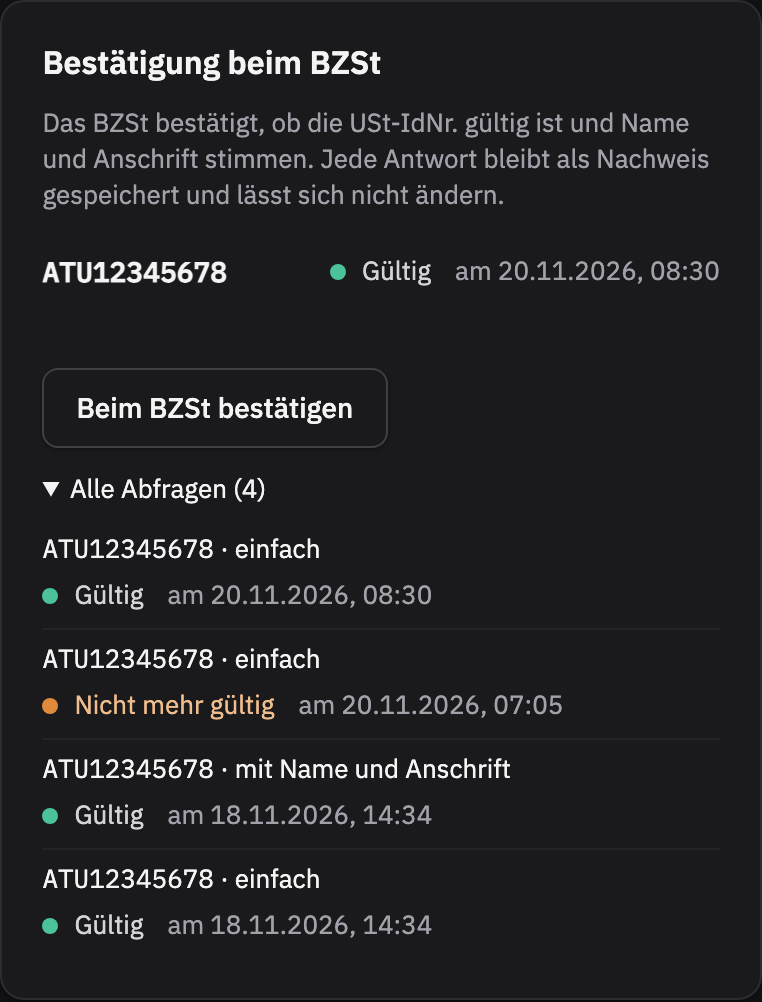 Bestätigung beim BZSt
Das BZSt bestätigt, ob die USt-IdNr. gültig ist und Name
und Anschrift stimmen. Jede Antwort bleibt als Nachweis
gespeichert und lässt sich nicht ändern.
ATU12345678 Gültig am 20.11.2026, 08:30
Beim BZSt bestätigen
▼ Alle Abfragen (4)
ATU12345678 · einfach
Gültig am 20.11.2026, 08:30
ATU12345678 · einfach
Nicht mehr gültig am 20.11.2026, 07:05
ATU12345678 · mit Name und Anschrift
Gültig am 18.11.2026, 14:34
ATU12345678 · einfach
Gültig am 18.11.2026, 14:34